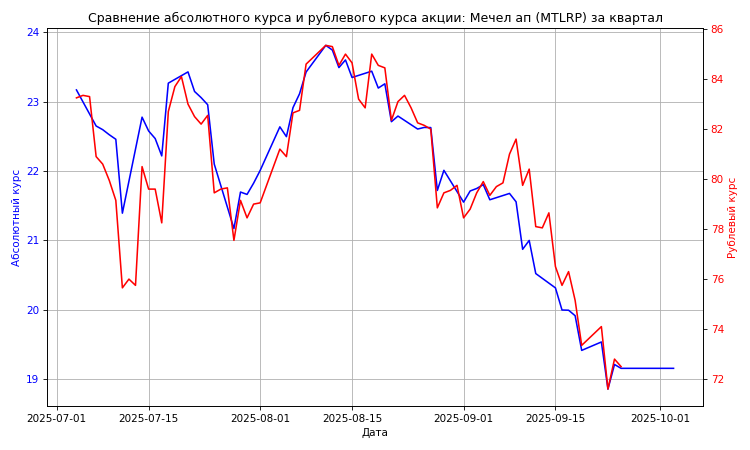 Сравнение абсолютного курса и рублевого курса акции: Мечел ап (MTLRP) за квартал
24
23
22
21
20
19
Абсолютный курс
86
84
82
80
78
76
74
72
Рублевый курс
2025-07-01 2025-07-15 2025-08-01 2025-08-15 2025-09-01 2025-09-15 2025-10-01
Дата